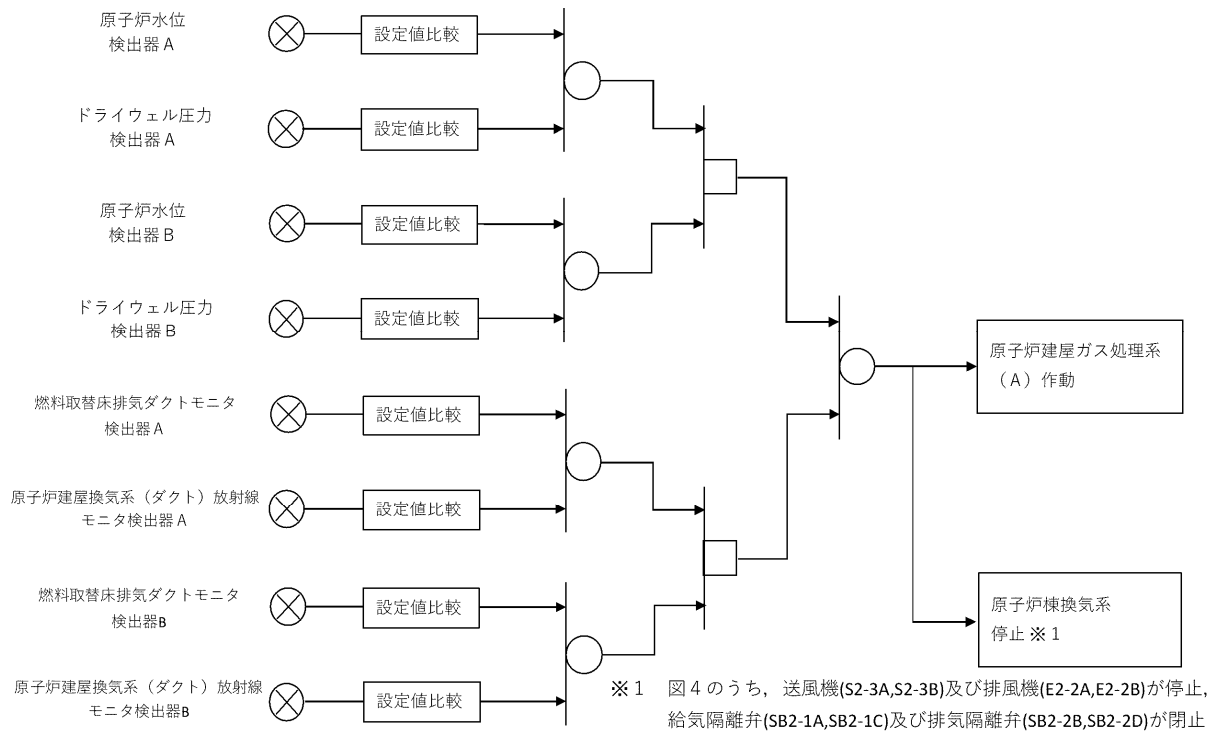 原子炉水位
検出器A
設定値比較
ドライウェル圧力
検出器A
設定値比較
原子炉水位
検出器B
設定値比較
ドライウェル圧力
検出器B
設定値比較
燃料取替床排気ダクトモニタ
検出器A
設定値比較
原子炉建屋換気系（ダクト）放射線
モニタ検出器A
設定値比較
燃料取替床排気ダクトモニタ
検出器B
設定値比較
原子炉建屋換気系（ダクト）放射線
モニタ検出器B
設定値比較
原子炉建屋ガス処理系
（A）作動
原子炉棟換気系
停止※1
※1 図4のうち，送風機(S2-3A,S2-3B)及び排風機(E2-2A,E2-2B)が停止，
給気隔離弁(SB2-1A,SB2-1C)及び排気隔離弁(SB2-2B,SB2-2D)が閉止